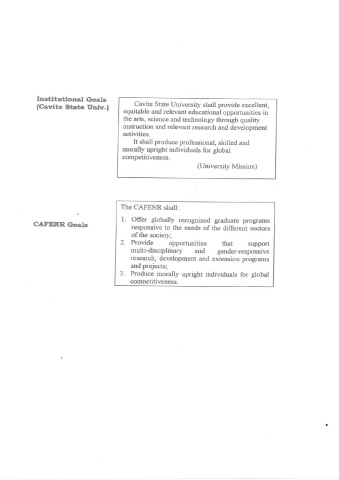 Institutional Goals
(Cavite State Univ.)
Cavite State University shall provide excellent,
equitable and relevant educational opportunities in
the arts, science and technology through quality
instruction and relevant research and development
activities.
It shall produce professional, skilled and
morally upright individuals for global
competitiveness.
(University Mission)
CAFENR Goals
The CAFENR shall:
1. Offer globally recognized graduate programs
responsive to the needs of the different sectors
of the society;
2. Provide opportunities that support
multi-disciplinary and gender-responsive
research, development and extension programs
and projects;
3. Produce morally upright individuals for global
competitiveness.